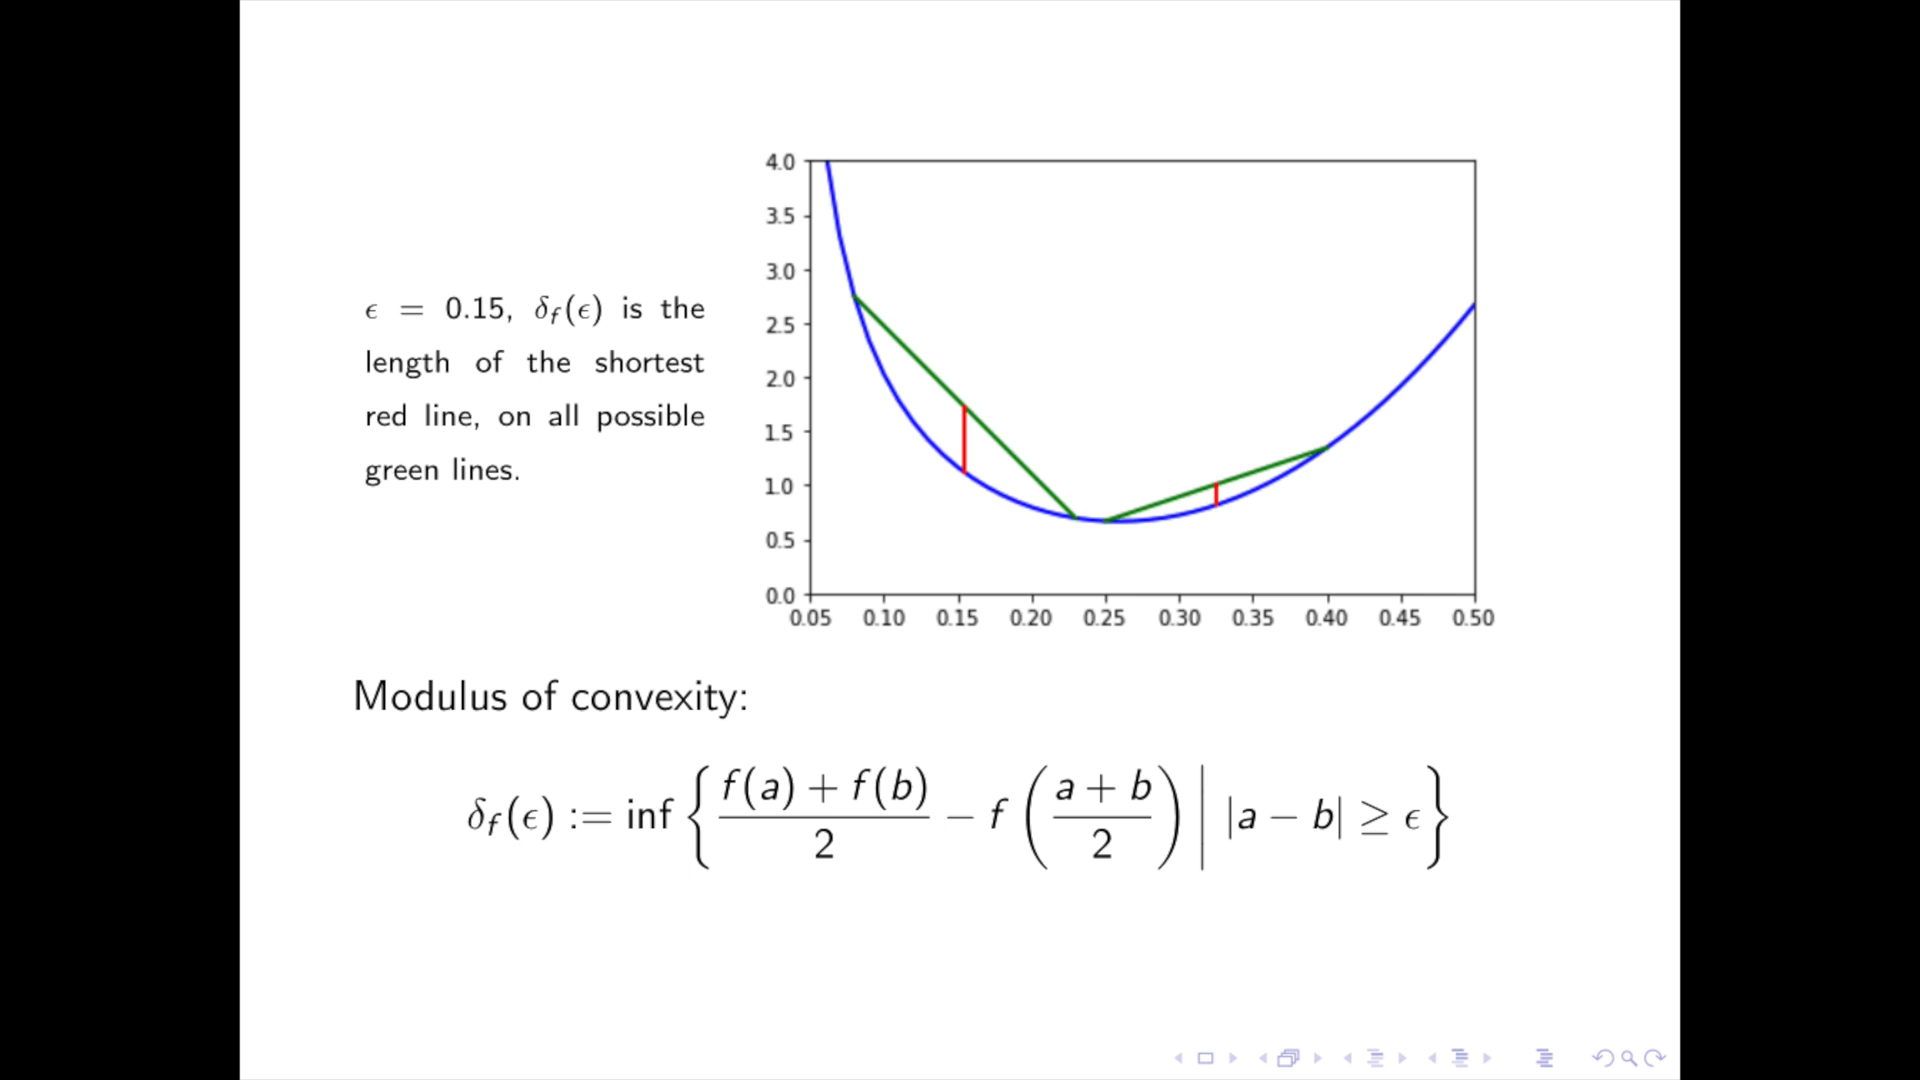 ϵ = 0.15, δ_f(ϵ) is the
length of the shortest
red line, on all possible
green lines.
4.0
3.5
3.0
2.5
2.0
1.5
1.0
0.5
0.0
0.05 0.10 0.15 0.20 0.25 0.30 0.35 0.40 0.45 0.50
Modulus of convexity:
δ_f(ϵ) := inf { (f(a) + f(b))/2 − f((a + b)/2) | |a − b| ≥ ϵ }